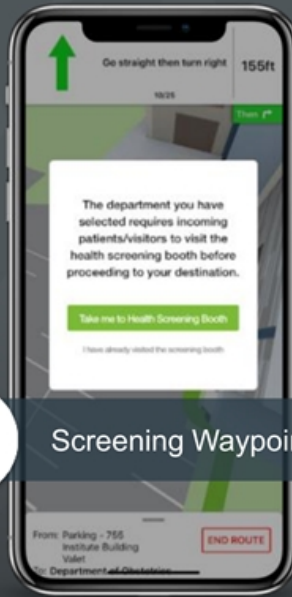 Go straight then turn right
155ft
10/25
Then
The department you have
selected requires incoming
patients/visitors to visit the
health screening booth before
proceeding to your destination.
Take me to Health Screening Booth
I have already visited the screening booth
Screening Waypoin
From: Parking - 755
Institute Building
Valet
END ROUTE
To: Department of Obstetrics